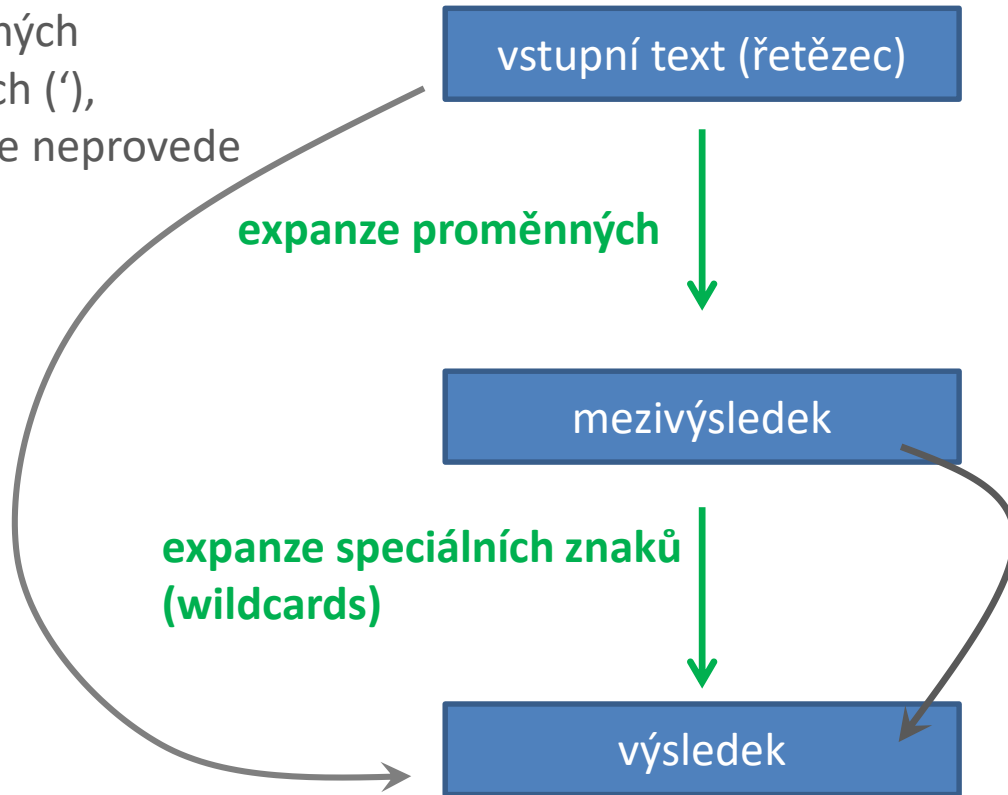 ných
vstupní text (řetězec)
ch (‘),
e neprovede
expanze proměnných
mezivýsledek
expanze speciálních znaků
(wildcards)
výsledek